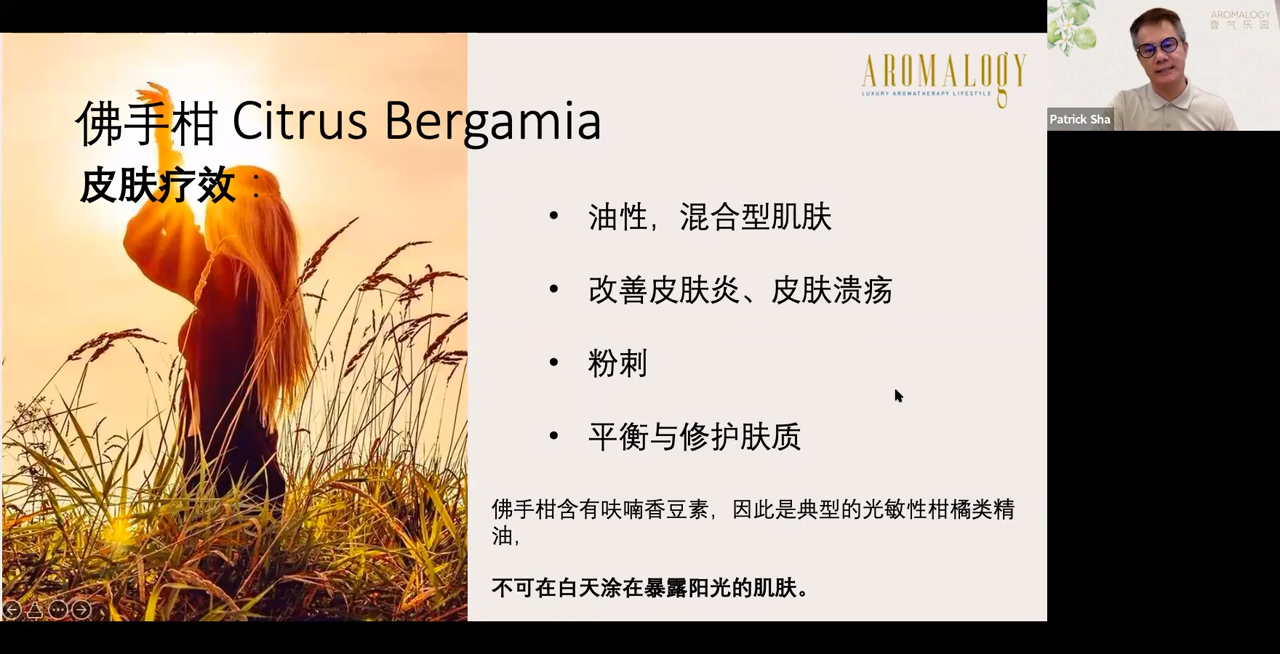 佛手柑 Citrus Bergamia
皮肤疗效：
AROMALOgY
LUXURY AROMATHERAPY LIFESTYLE
• 油性，混合型肌肤
• 改善皮肤炎、皮肤溃疡
• 粉刺
• 平衡与修护肤质
佛手柑含有呋喃香豆素，因此是典型的光敏性柑橘类精
油，
不可在白天涂在暴露阳光的肌肤。
AROMALOGY
香气乐园
Patrick Sha